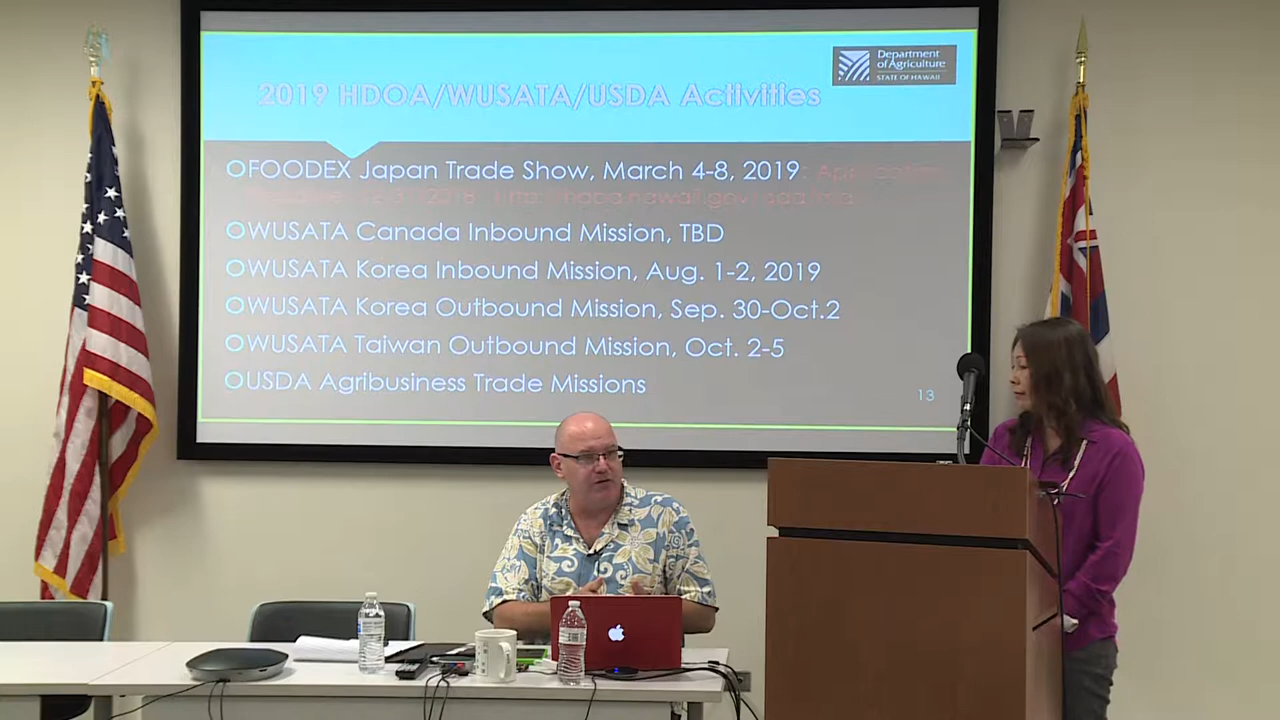 Department
of Agriculture
STATE OF HAWAII
2019 HDOA/WUSATA/USDA Activities
FOODEX Japan Trade Show, March 4-8, 2019:
WUSATA Canada Inbound Mission, TBD
WUSATA Korea Inbound Mission, Aug. 1-2, 2019
WUSATA Korea Outbound Mission, Sep. 30-Oct.2
WUSATA Taiwan Outbound Mission, Oct. 2-5
USDA Agribusiness Trade Missions
13